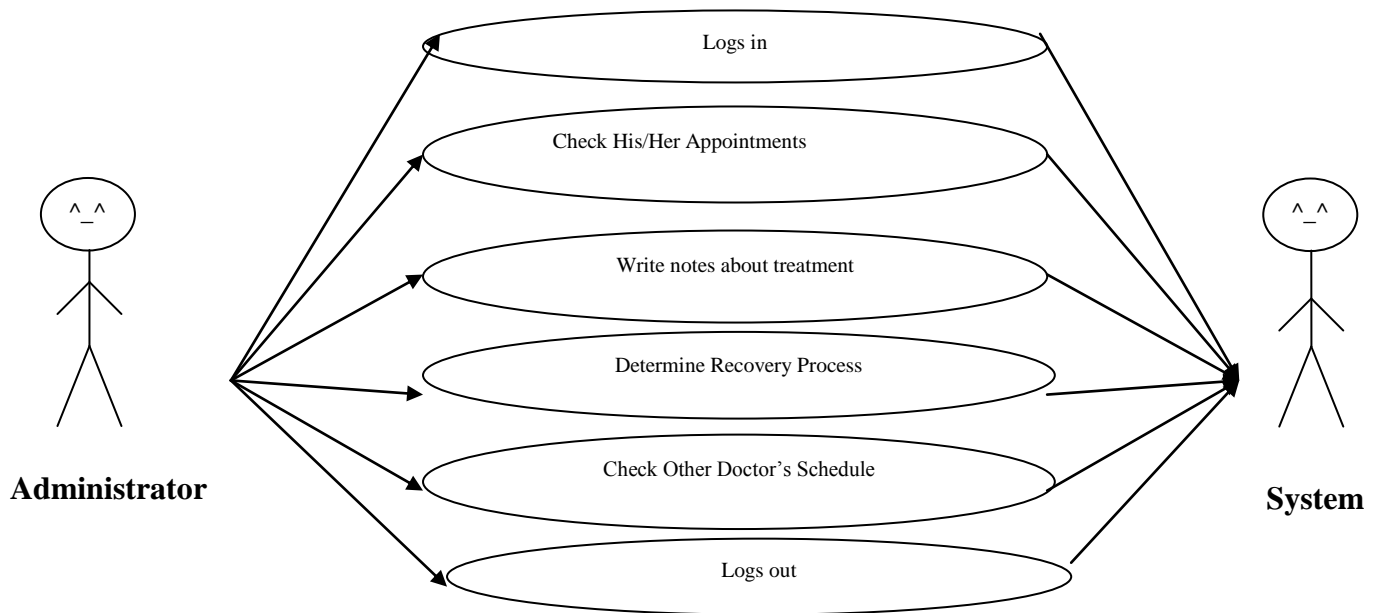 Logs in
Check His/Her Appointments
^_^
^_^
Write notes about treatment
Determine Recovery Process
Check Other Doctor’s Schedule
Administrator
System
Logs out